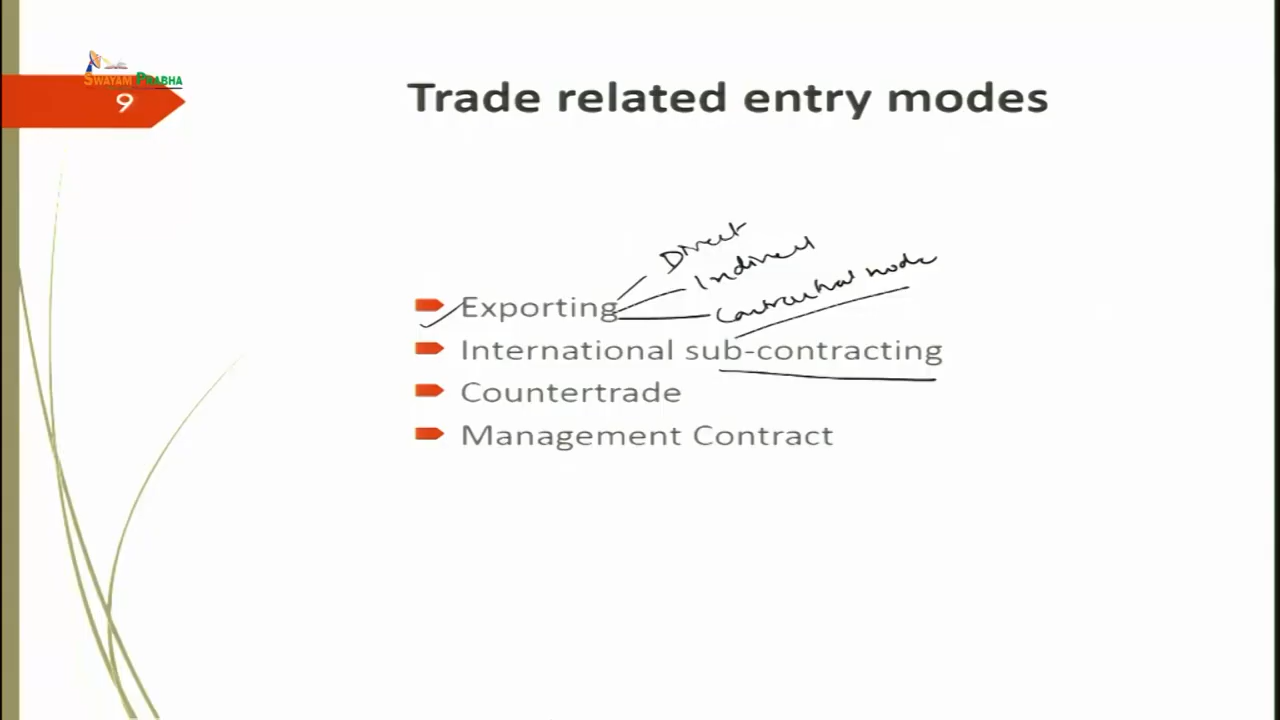 SWAYAM PRABHA
9
Trade related entry modes
Direct
Indirect
Contractual mode
Exporting
International sub-contracting
Countertrade
Management Contract